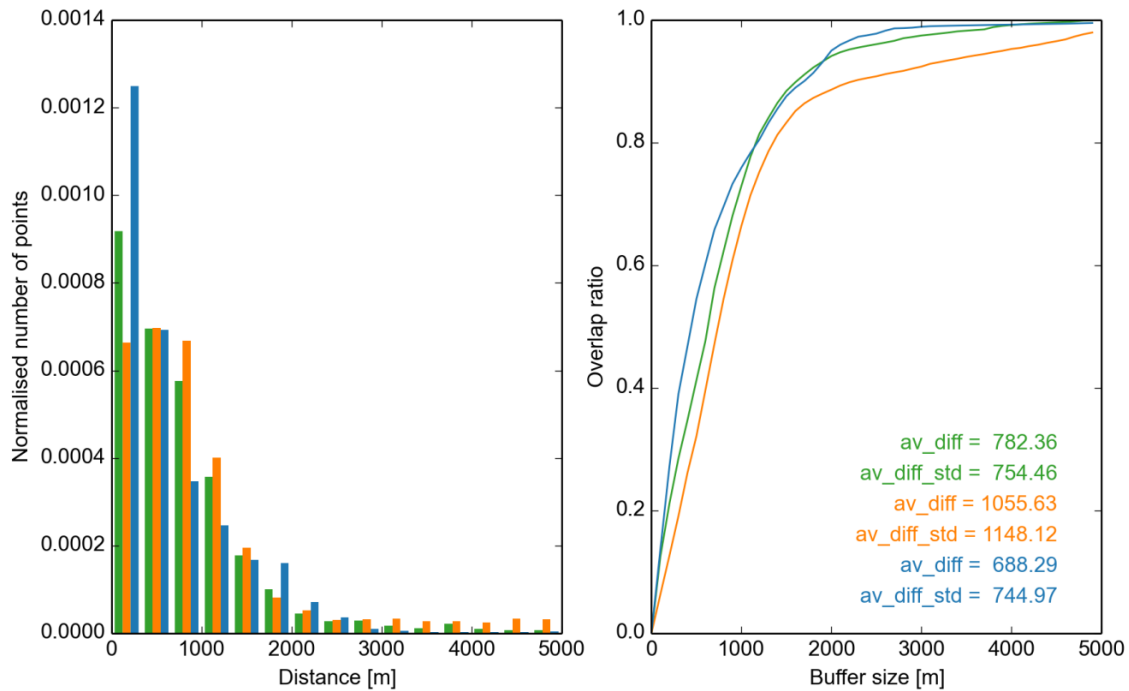 0.0014
0.0012
0.0010
0.0008
0.0006
0.0004
0.0002
0.0000
Normalised number of points
0 1000 2000 3000 4000 5000
Distance [m]
1.0
0.8
0.6
0.4
0.2
0.0
Overlap ratio
av_diff = 782.36
av_diff_std = 754.46
av_diff = 1055.63
av_diff_std = 1148.12
av_diff = 688.29
av_diff_std = 744.97
0 1000 2000 3000 4000 5000
Buffer size [m]